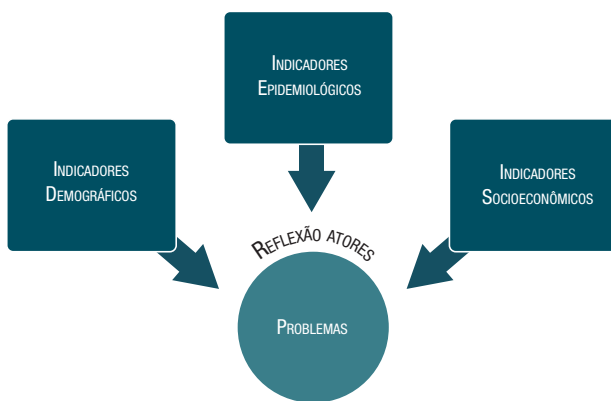 Indicadores
Epidemiológicos
Indicadores
Demográficos
Indicadores
Socioeconômicos
Reflexão atores
Problemas